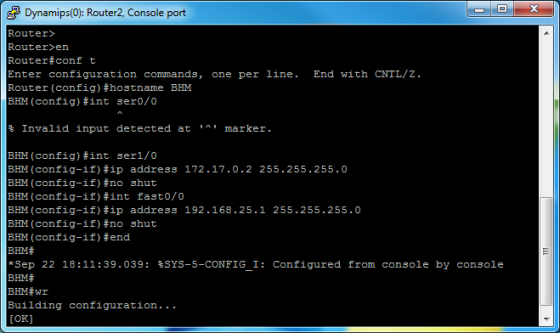 Dynamips(0): Router2, Console port
Router>
Router>en
Router#conf t
Enter configuration commands, one per line.  End with CNTL/Z.
Router(config)#hostname BHM
BHM(config)#int ser0/0
^
% Invalid input detected at '^' marker.
BHM(config)#int ser1/0
BHM(config-if)#ip address 172.17.0.2 255.255.255.0
BHM(config-if)#no shut
BHM(config-if)#int fast0/0
BHM(config-if)#ip address 192.168.25.1 255.255.255.0
BHM(config-if)#no shut
BHM(config-if)#end
BHM#
*Sep 22 18:11:39.039: %SYS-5-CONFIG_I: Configured from console by console
BHM#
BHM#wr
Building configuration...
[OK]